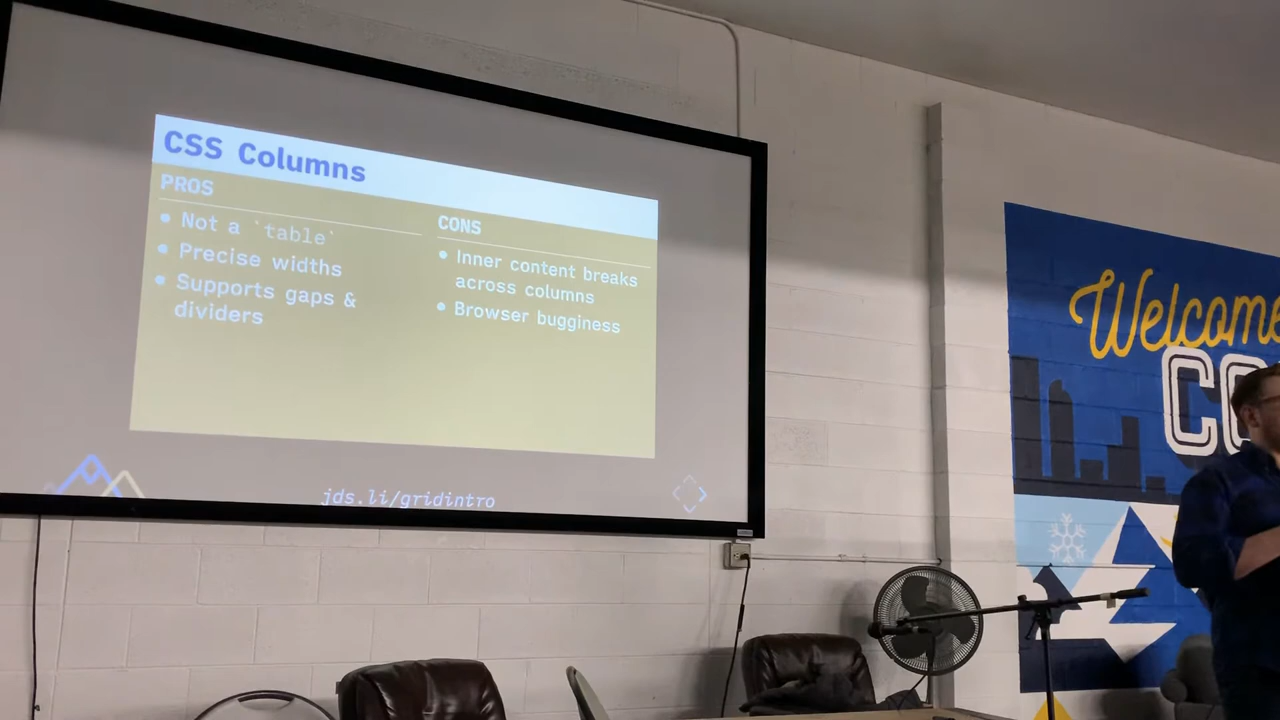 CSS Columns
PROS
• Not a `table`
• Precise widths
• Supports gaps &
dividers
CONS
• Inner content breaks
across columns
• Browser bugginess
jds.li/gridintro
Welcome